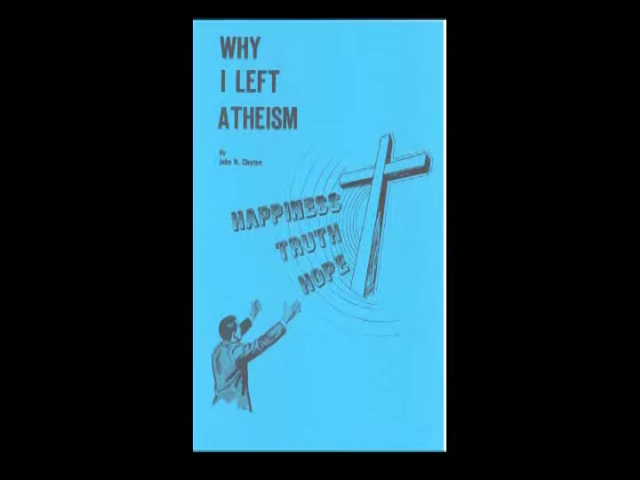 WHY
I LEFT
ATHEISM
By
John N. Clayton
HAPPINESS
TRUTH
HOPE